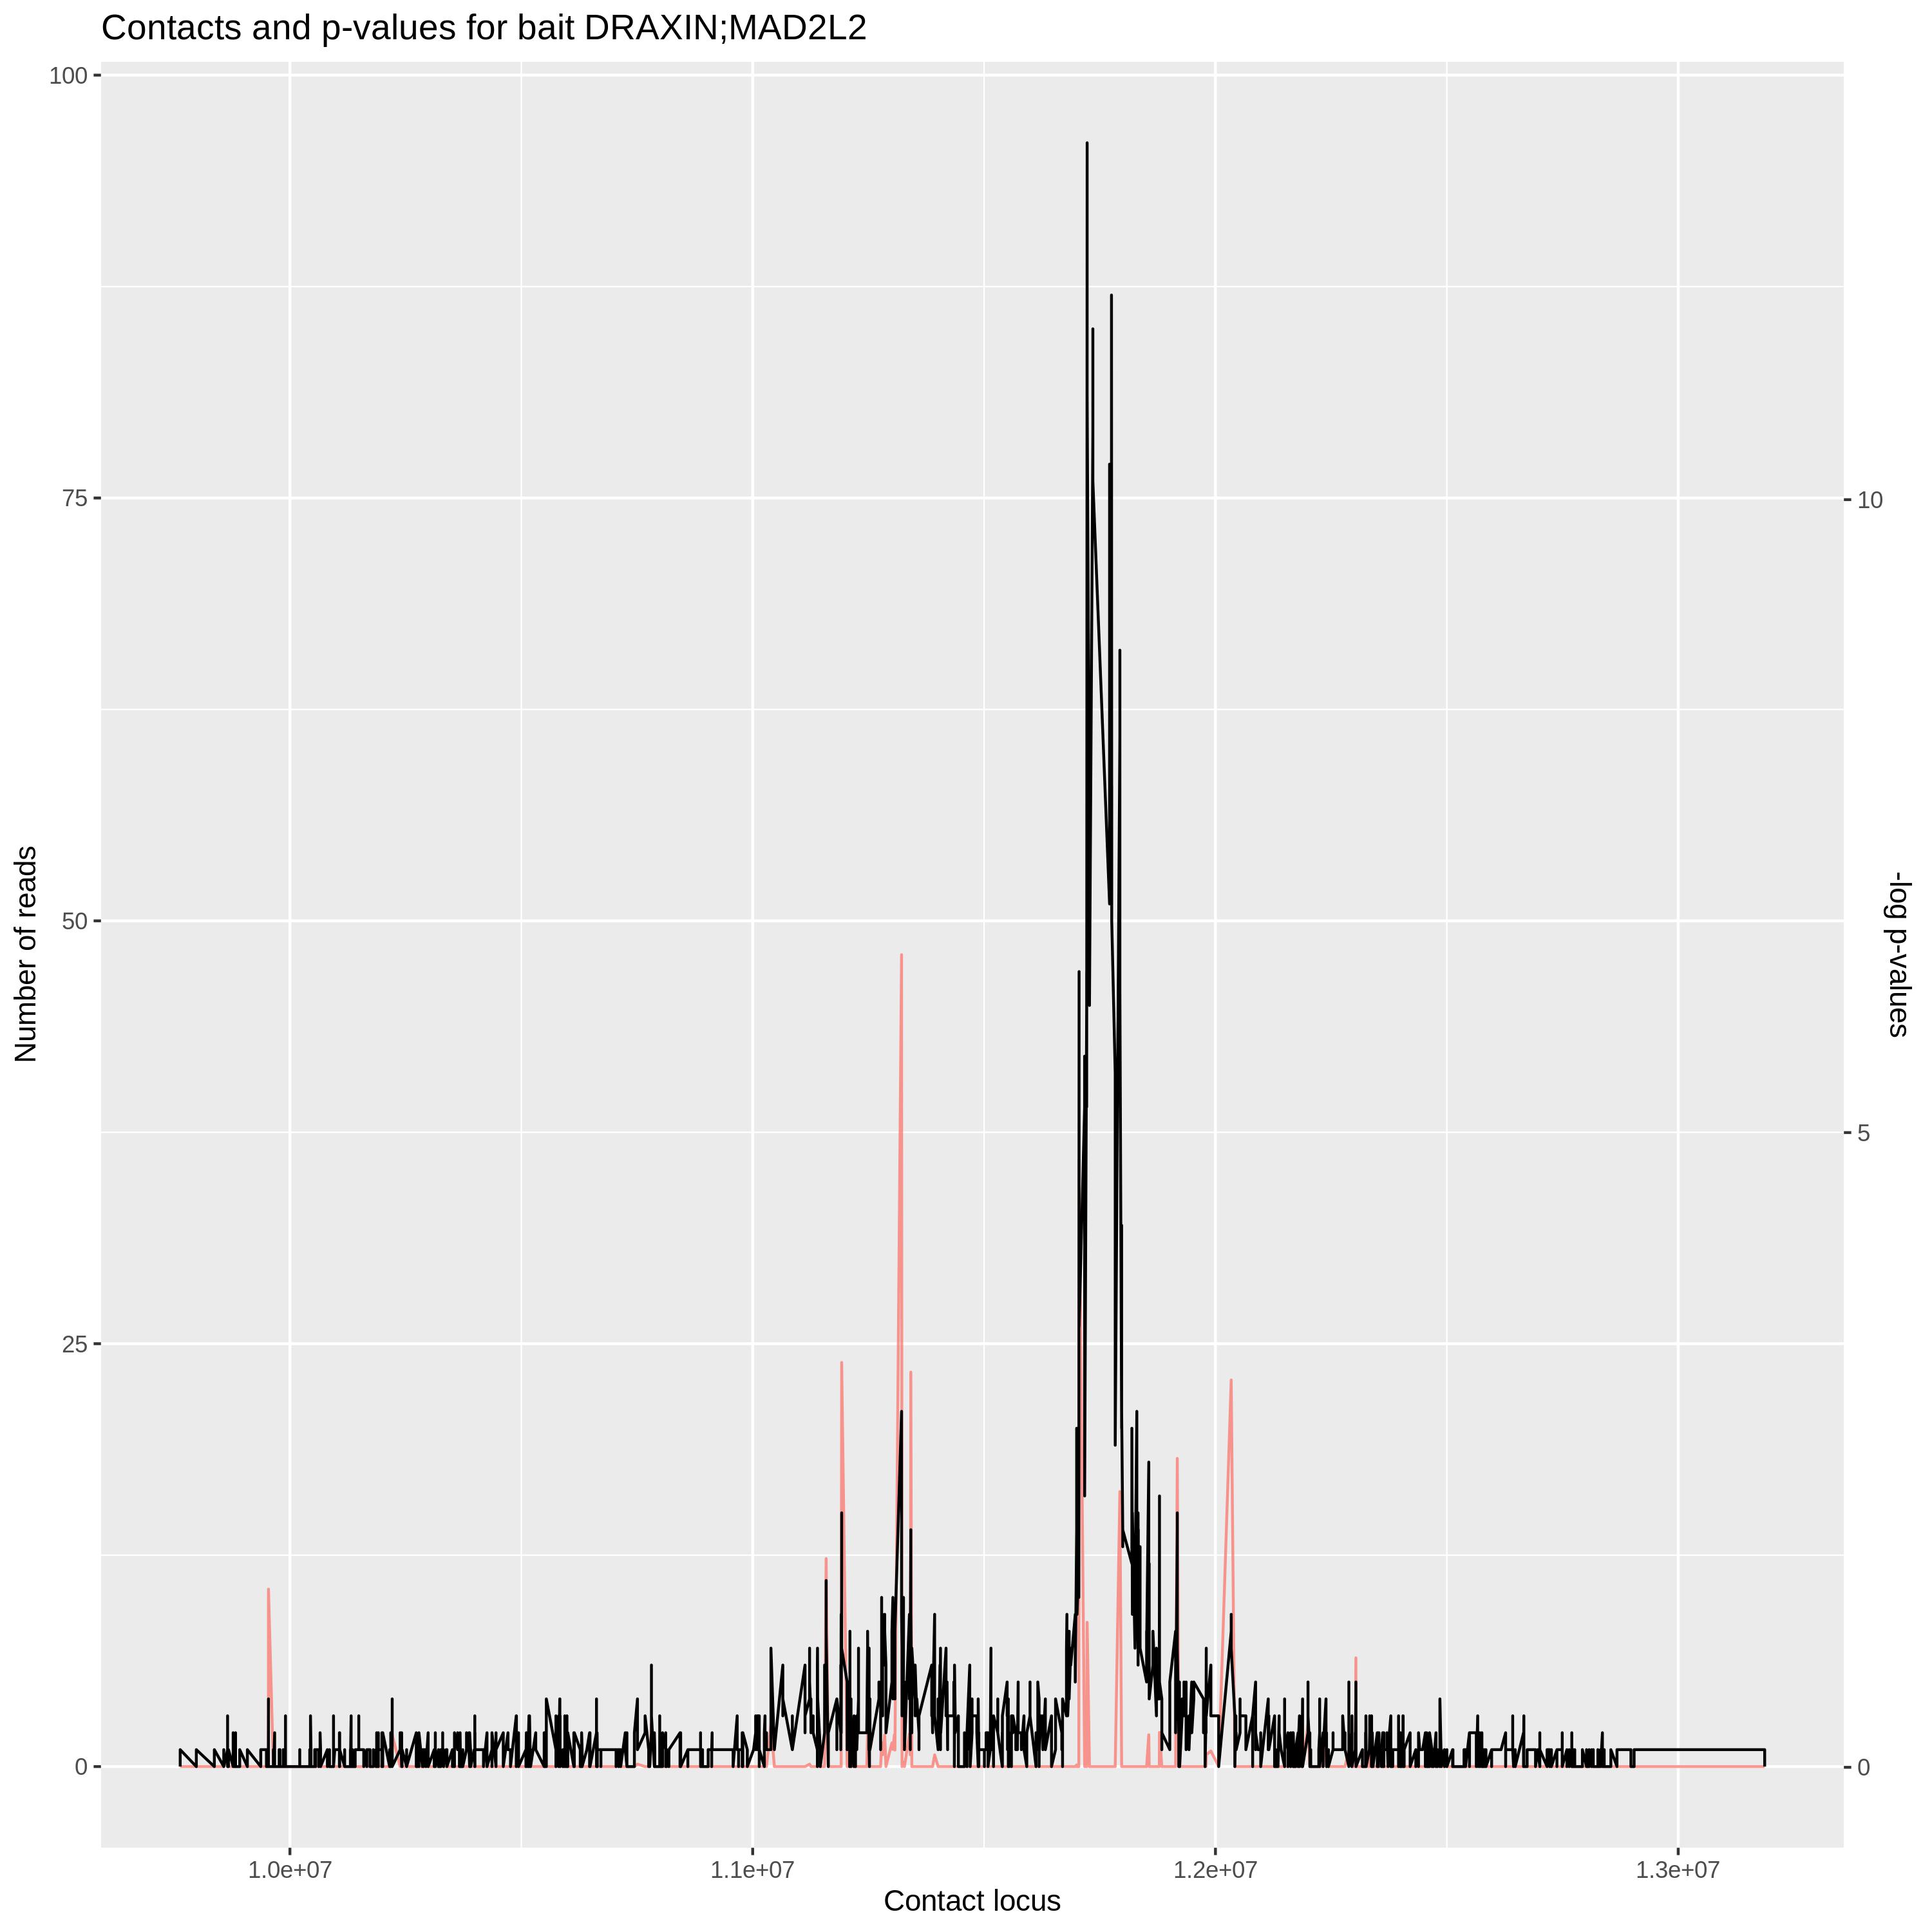 Contacts and p-values for bait DRAXIN;MAD2L2
100
75
50
25
0
Number of reads
10
5
0
-log p-values
1.0e+07
1.1e+07
1.2e+07
1.3e+07
Contact locus